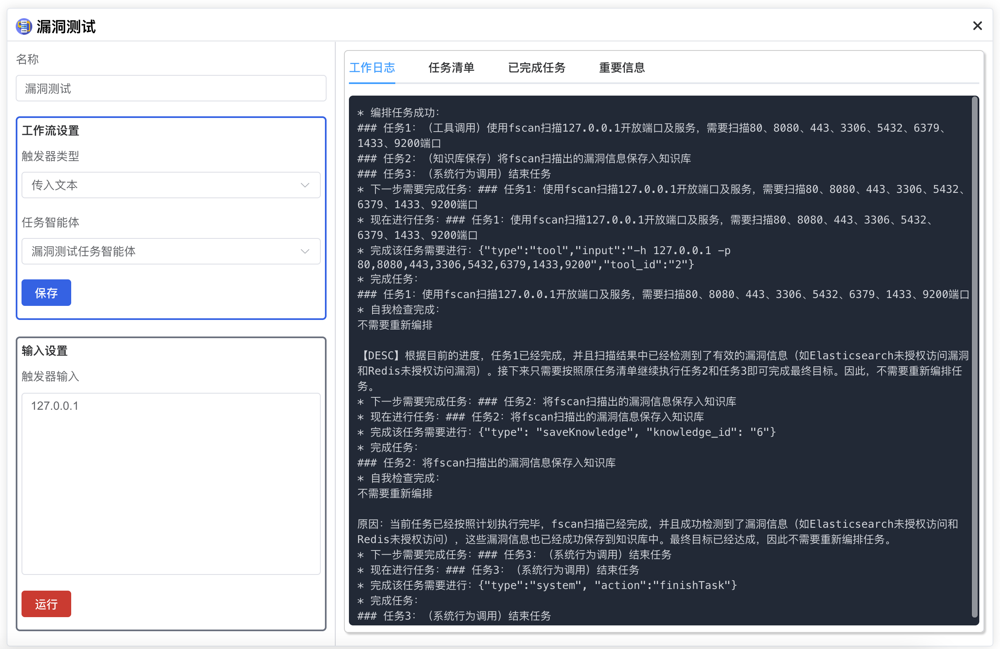 漏洞测试
名称
漏洞测试
工作流设置
触发器类型
传入文本
任务智能体
漏洞测试任务智能体
保存
输入设置
触发器输入
127.0.0.1
运行
工作日志 任务清单 已完成任务 重要信息
* 编排任务成功：
### 任务1：（工具调用）使用fscan扫描127.0.0.1开放端口及服务，需要扫描80、8080、443、3306、5432、6379、
1433、9200端口
### 任务2：（知识库保存）将fscan扫描出的漏洞信息保存入知识库
### 任务3：（系统行为调用）结束任务
* 下一步需要完成任务：### 任务1：使用fscan扫描127.0.0.1开放端口及服务，需要扫描80、8080、443、3306、5432、
6379、1433、9200端口
* 现在进行任务：### 任务1：使用fscan扫描127.0.0.1开放端口及服务，需要扫描80、8080、443、3306、5432、
6379、1433、9200端口
* 完成该任务需要进行：{"type":"tool","input":"-h 127.0.0.1 -p
80,8080,443,3306,5432,6379,1433,9200","tool_id":"2"}
* 完成任务：
### 任务1：使用fscan扫描127.0.0.1开放端口及服务，需要扫描80、8080、443、3306、5432、6379、1433、9200端口
* 自我检查完成：
不需要重新编排
【DESC】根据目前的进度，任务1已经完成，并且扫描结果中已经检测到了有效的漏洞信息（如Elasticsearch未授权访问漏洞
和Redis未授权访问漏洞）。接下来只需要按照原任务清单继续执行任务2和任务3即可完成最终目标。因此，不需要重新编排任
务。
* 下一步需要完成任务：### 任务2：将fscan扫描出的漏洞信息保存入知识库
* 现在进行任务：### 任务2：将fscan扫描出的漏洞信息保存入知识库
* 完成该任务需要进行：{"type": "saveKnowledge", "knowledge_id": "6"}
* 完成任务：
### 任务2：将fscan扫描出的漏洞信息保存入知识库
* 自我检查完成：
不需要重新编排
原因：当前任务已经按照计划执行完毕，fscan扫描已经完成，并且成功检测到了漏洞信息（如Elasticsearch未授权访问和
Redis未授权访问），这些漏洞信息也已经成功保存到知识库中。最终目标已经达成，因此不需要重新编排任务。
* 下一步需要完成任务：### 任务3：（系统行为调用）结束任务
* 现在进行任务：### 任务3：（系统行为调用）结束任务
* 完成该任务需要进行：{"type":"system", "action":"finishTask"}
* 完成任务：
### 任务3：（系统行为调用）结束任务